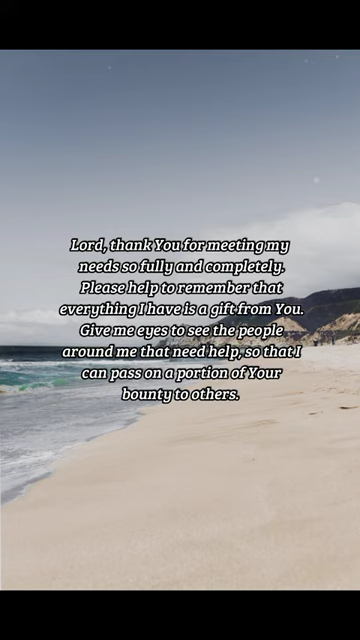 Lord, thank You for meeting my
needs so fully and completely.
Please help to remember that
everything I have is a gift from You.
Give me eyes to see the people
around me that need help, so that I
can pass on a portion of Your
bounty to others.